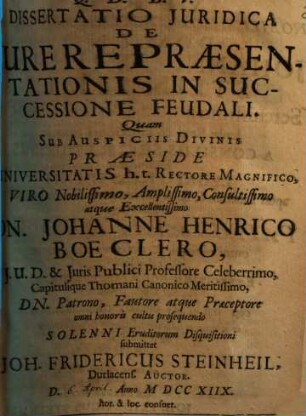 DISSERTATIO JURIDICA
DE
URE REPRÆSEN-
TATIONIS IN SUC-
CESSIONE FEUDALI.
Quam
SUB AUSPICIIS DIVINIS
PRÆSIDE
NIVERSITATIS h. t. RECTORE MAGNIFICO,
VIRO Nobilissimo, Amplissimo, Consultissimo
atque Excellentissimo
DN. JOHANNE HENRICO
BOECLERO,
J. U. D. & Juris Publici Professore Celeberrimo,
Capitulique Thomani Canonico Meritissimo,
DN. Patrono, Fautore atque Præceptore
omni honoris cultu prosequendo
SOLENNI Eruditorum Disquisitioni
submittet
JOH. FRIDERICUS STEINHEIL,
Durlacens. AUCTOR.
D. April. Anno M DCC XIIX.
hor. & loc. consuet.